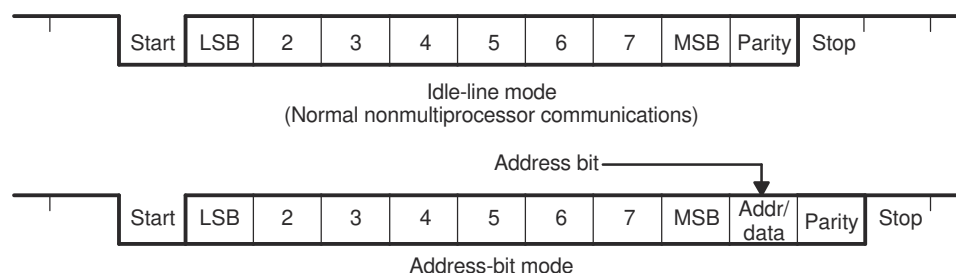 Start LSB 2 3 4 5 6 7 MSB Parity Stop
Idle-line mode
(Normal nonmultiprocessor communications)
Address bit
Start LSB 2 3 4 5 6 7 MSB Addr/ data Parity Stop
Address-bit mode